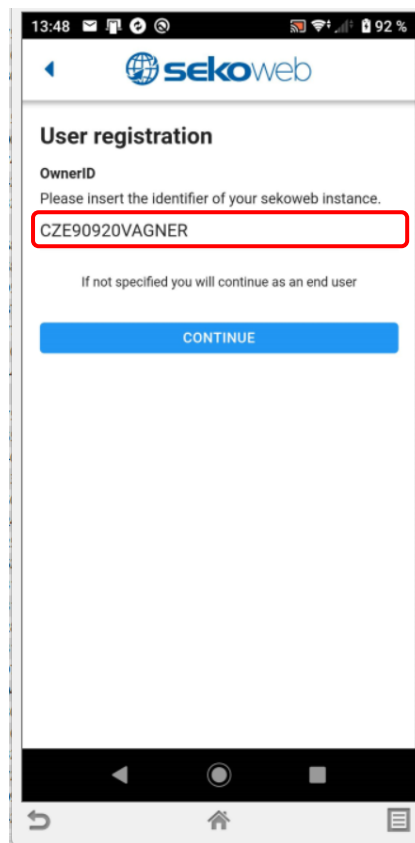 13:48 92 %
sekoweb
User registration
OwnerID
Please insert the identifier of your sekoweb instance.
CZE90920VAGNER
If not specified you will continue as an end user
CONTINUE